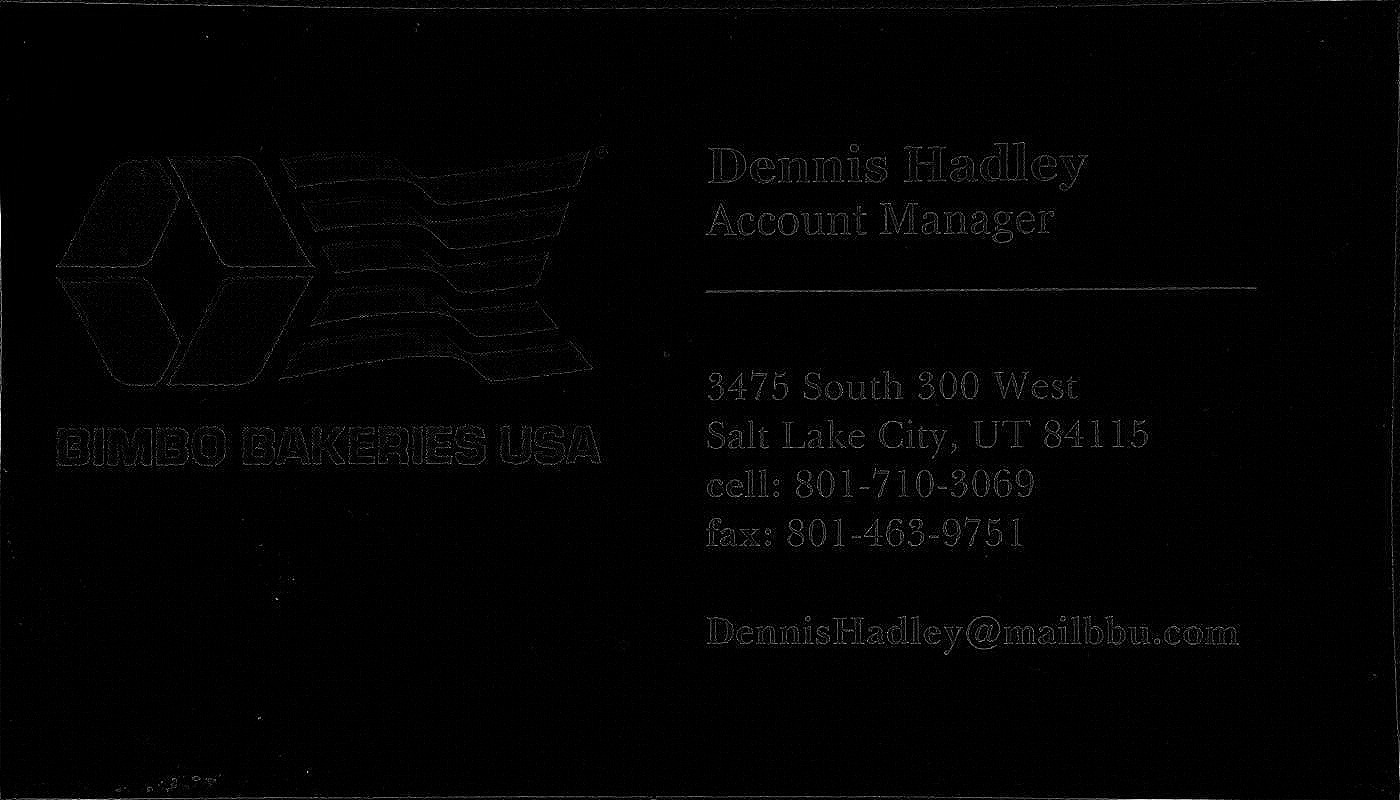 Dennis Hadley
Account Manager
3475 South 300 West
Salt Lake City, UT 84115
cell: 801-710-3069
fax: 801-463-9751
DennisHadley@mailbbu.com
BIMBO BAKERIES USA